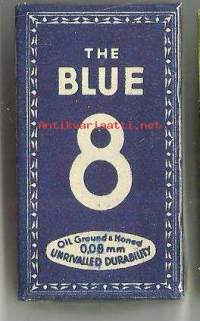 THE
BLUE
8
Oil Ground & Honed
0,08 mm
UNRIVALLED DURABILITY
Antikvariaatti.net